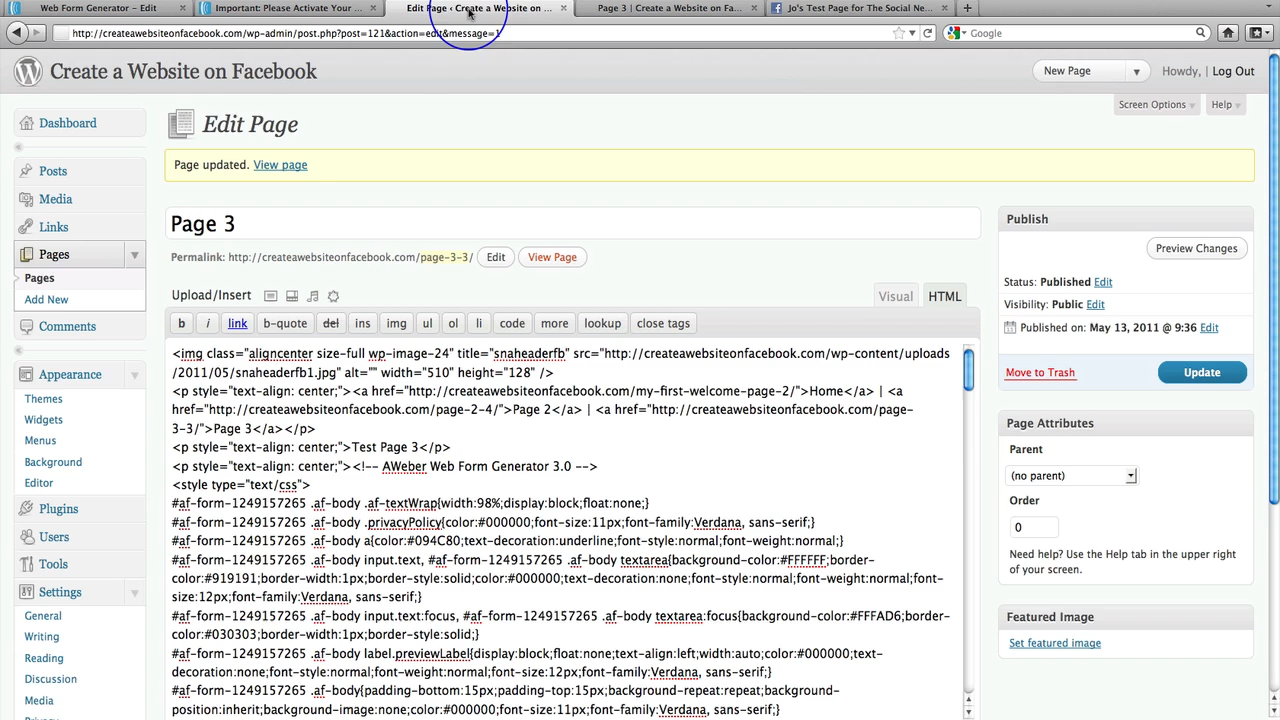 Web Form Generator - Edit
Important: Please Activate Your ...
Edit Page ‹ Create a Website on ...
Page 3 | Create a Website on Fa...
Jo's Test Page for The Social Ne...
http://createawebsiteonfacebook.com/wp-admin/post.php?post=121&action=edit&message=1
Google
Create a Website on Facebook
New Page
Howdy, | Log Out
Screen Options
Help
Dashboard
Posts
Media
Links
Pages
Pages
Add New
Comments
Appearance
Themes
Widgets
Menus
Background
Editor
Plugins
Users
Tools
Settings
General
Writing
Reading
Discussion
Media
Edit Page
Page updated. View page
Page 3
Permalink: http://createawebsiteonfacebook.com/page-3-3/ Edit View Page
Upload/Insert
Visual HTML
b i link b-quote del ins img ul ol li code more lookup close tags
<img class="aligncenter size-full wp-image-24" title="snaheaderfb" src="http://createawebsiteonfacebook.com/wp-content/uploads
/2011/05/snaheaderfb1.jpg" alt="" width="510" height="128" />
<p style="text-align: center;"><a href="http://createawebsiteonfacebook.com/my-first-welcome-page-2/">Home</a> | <a
href="http://createawebsiteonfacebook.com/page-2-4/">Page 2</a> | <a href="http://createawebsiteonfacebook.com/page-
3-3/">Page 3</a></p>
<p style="text-align: center;">Test Page 3</p>
<p style="text-align: center;"><!-- AWeber Web Form Generator 3.0 -->
<style type="text/css">
#af-form-1249157265 .af-body .af-textWrap{width:98%;display:block;float:none;}
#af-form-1249157265 .af-body .privacyPolicy{color:#000000;font-size:11px;font-family:Verdana, sans-serif;}
#af-form-1249157265 .af-body a{color:#094C80;text-decoration:underline;font-style:normal;font-weight:normal;}
#af-form-1249157265 .af-body input.text, #af-form-1249157265 .af-body textarea{background-color:#FFFFFF;border-
color:#919191;border-width:1px;border-style:solid;color:#000000;text-decoration:none;font-style:normal;font-weight:normal;font-
size:12px;font-family:Verdana, sans-serif;}
#af-form-1249157265 .af-body input.text:focus, #af-form-1249157265 .af-body textarea:focus{background-color:#FFFAD6;border-
color:#030303;border-width:1px;border-style:solid;}
#af-form-1249157265 .af-body label.previewLabel{display:block;float:none;text-align:left;width:auto;color:#000000;text-
decoration:none;font-style:normal;font-weight:normal;font-size:12px;font-family:Verdana, sans-serif;}
#af-form-1249157265 .af-body{padding-bottom:15px;padding-top:15px;background-repeat:repeat;background-
position:inherit;background-image:none;color:#000000;font-size:11px;font-family:Verdana, sans-serif;}
Publish
Preview Changes
Status: Published Edit
Visibility: Public Edit
Published on: May 13, 2011 @ 9:36 Edit
Move to Trash
Update
Page Attributes
Parent
(no parent)
Order
0
Need help? Use the Help tab in the upper right
of your screen.
Featured Image
Set featured image